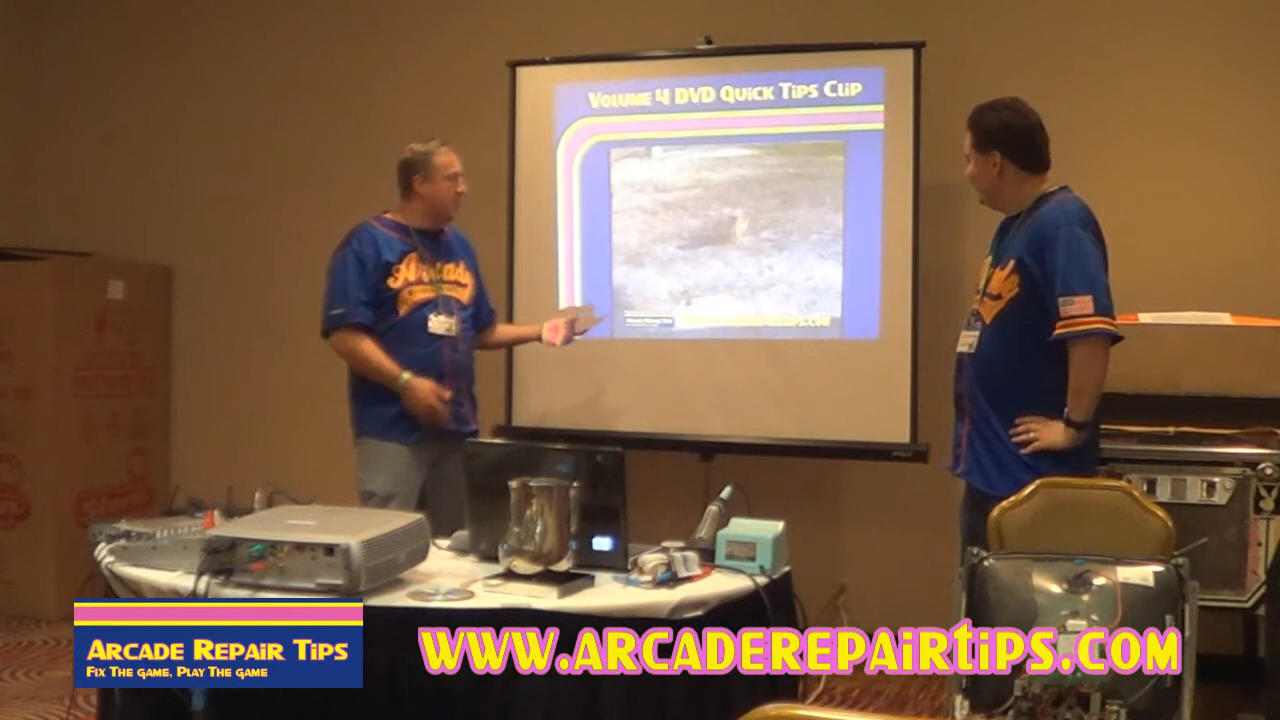 Volume 4 DVD Quick Tips Clip
Arcade
Arcade Repair Tips
Fix The game, Play The game
www.arcaderepairtips.com